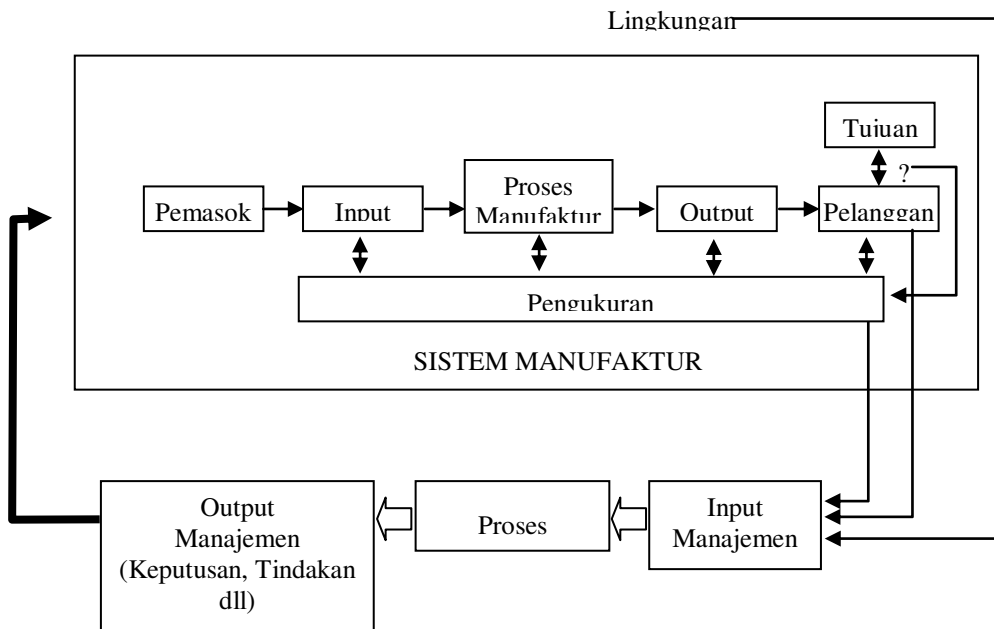 Lingkungan
Tujuan
?
Pemasok
Input
Proses
Manufaktur
Output
Pelanggan
Pengukuran
SISTEM MANUFAKTUR
Output
Manajemen
(Keputusan, Tindakan
dll)
Proses
Input
Manajemen